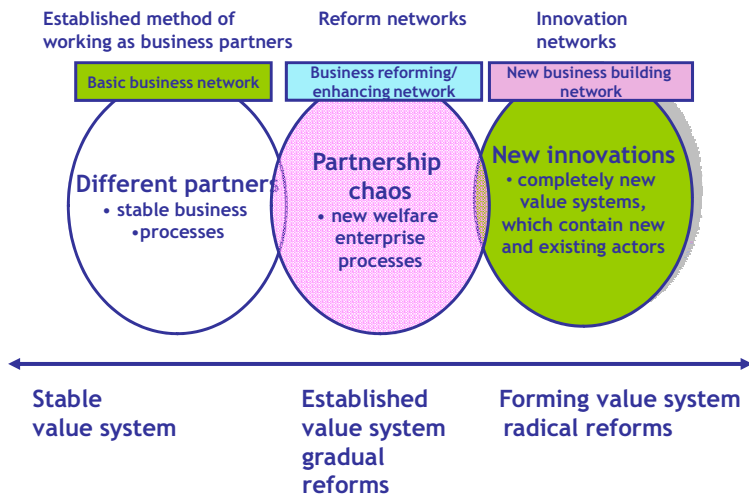 Established method of
working as business partners
Reform networks
Innovation
networks
Basic business network
Business reforming/
enhancing network
New business building
network
Different partners
• stable business
•processes
Partnership
chaos
• new welfare
enterprise
processes
New innovations
• completely new
value systems,
which contain new
and existing actors
Stable
value system
Established
value system
gradual
reforms
Forming value system
radical reforms